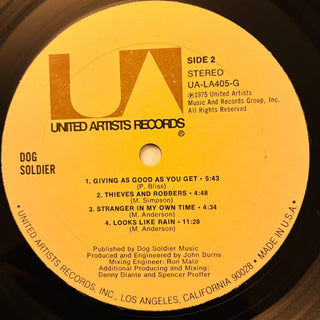 UA
SIDE 2
STEREO
UA-LA405-G
℗1975 United Artists
Music And Records Group, Inc.
All Rights Reserved
UNITED ARTISTS RECORDS®
DOG
SOLDIER
1. GIVING AS GOOD AS YOU GET • 5:43
(P. Bliss)
2. THIEVES AND ROBBERS • 4:48
(M. Simpson)
3. STRANGER IN MY OWN TIME • 4:34
(M. Anderson)
4. LOOKS LIKE RAIN • 11:28
(M. Anderson)
Published by Dog Soldier Music
Produced and Engineered by John Burns
Mixing Engineer: Ron Malo
Additional Producing and Mixing:
Denny Diante and Spencer Proffer
• UNITED ARTISTS RECORDS, INC., LOS ANGELES, CALIFORNIA 90028 • MADE IN U.S.A. •